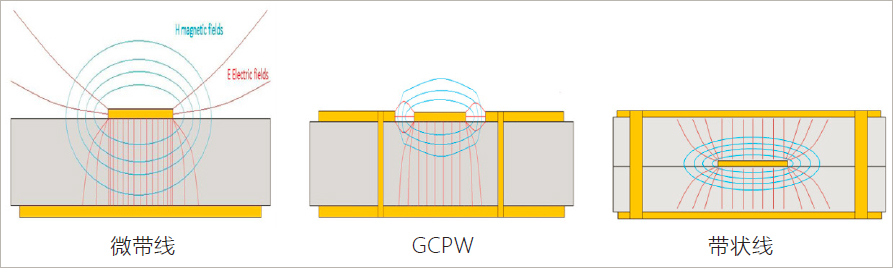 H magnetic fields
E Electric fields
微带线
GCPW
带状线